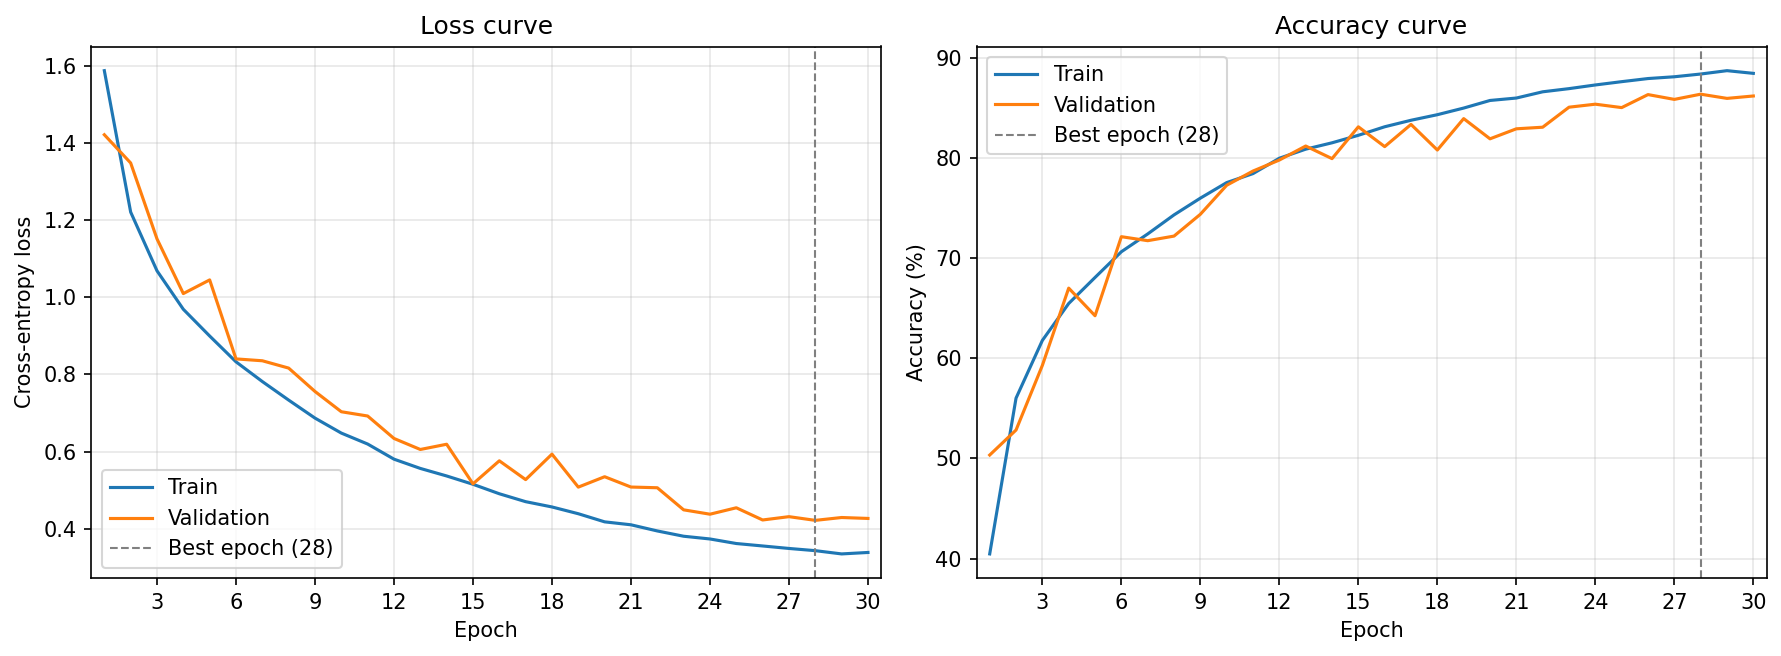 Loss curve
1.6
1.4
1.2
1.0
0.8
0.6
0.4
Cross-entropy loss
Train
Validation
Best epoch (28)
3 6 9 12 15 18 21 24 27 30
Epoch
Accuracy curve
90
80
70
60
50
40
Accuracy (%)
Train
Validation
Best epoch (28)
3 6 9 12 15 18 21 24 27 30
Epoch